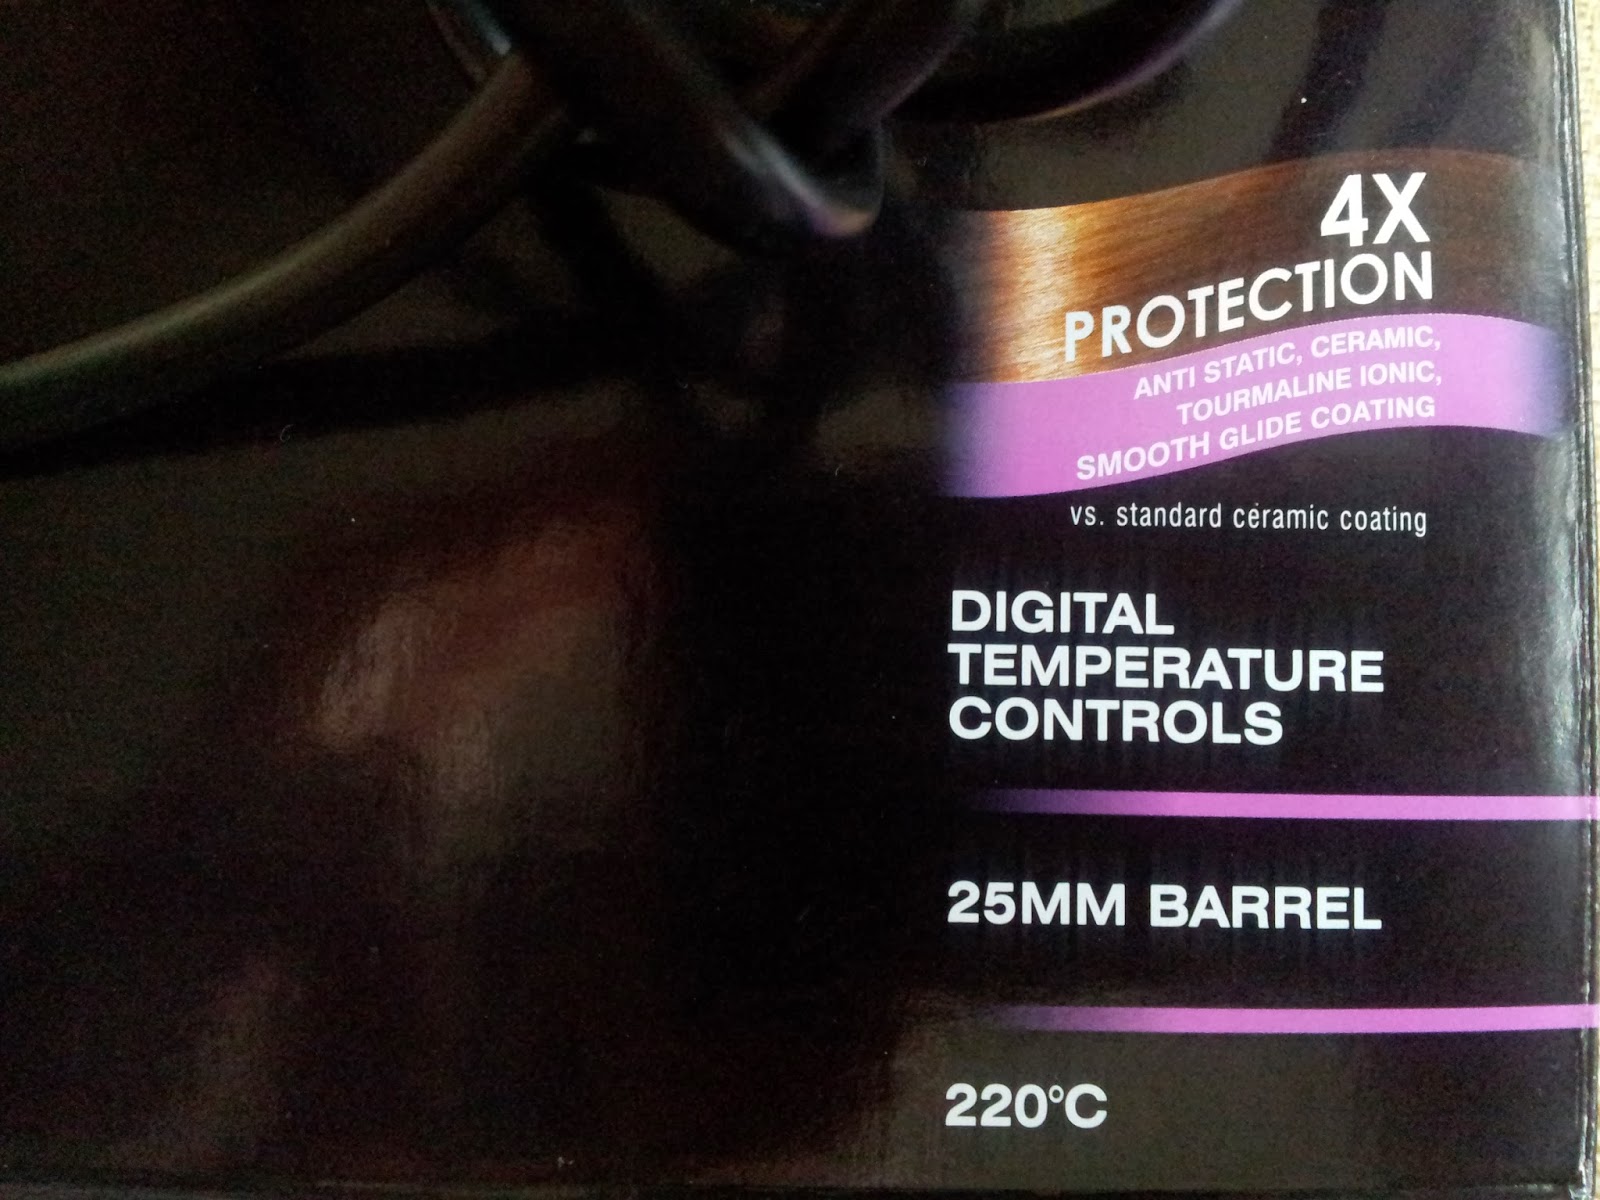 4X
PROTECTION
ANTI STATIC, CERAMIC,
TOURMALINE IONIC,
SMOOTH GLIDE COATING
vs. standard ceramic coating
DIGITAL
TEMPERATURE
CONTROLS
25MM BARREL
220°C